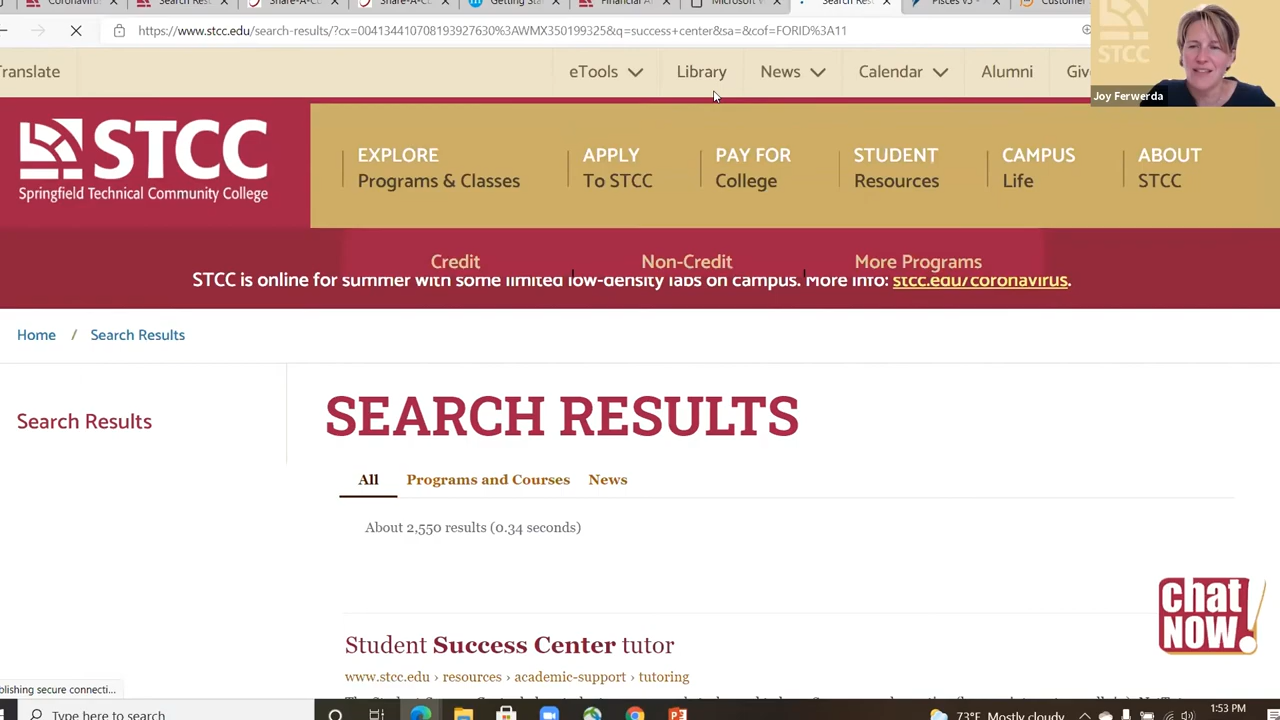 Coronavirus
Search Res
Share-A-C
Share-A-C
Getting Sta
Financial A
Microsoft
Search Res
Pisces v5
Customer
https://www.stcc.edu/search-results/?cx=004134410708193927630%3AWMX350199325&q=success+center&sa=&cof=FORID%3A11
Translate
eTools
Library
News
Calendar
Alumni
Giv
STCC
Joy Ferwerda
STCC
Springfield Technical Community College
EXPLORE
Programs & Classes
APPLY
To STCC
PAY FOR
College
STUDENT
Resources
CAMPUS
Life
ABOUT
STCC
Credit
Non-Credit
More Programs
STCC is online for summer with some limited low-density labs on campus. More info: stcc.edu/coronavirus.
Home / Search Results
Search Results
SEARCH RESULTS
All
Programs and Courses
News
About 2,550 results (0.34 seconds)
chat
NOW!
Student Success Center tutor
www.stcc.edu › resources › academic-support › tutoring
blishing secure connecti...
Type here to search
73°F Mostly cloudy
1:53 PM